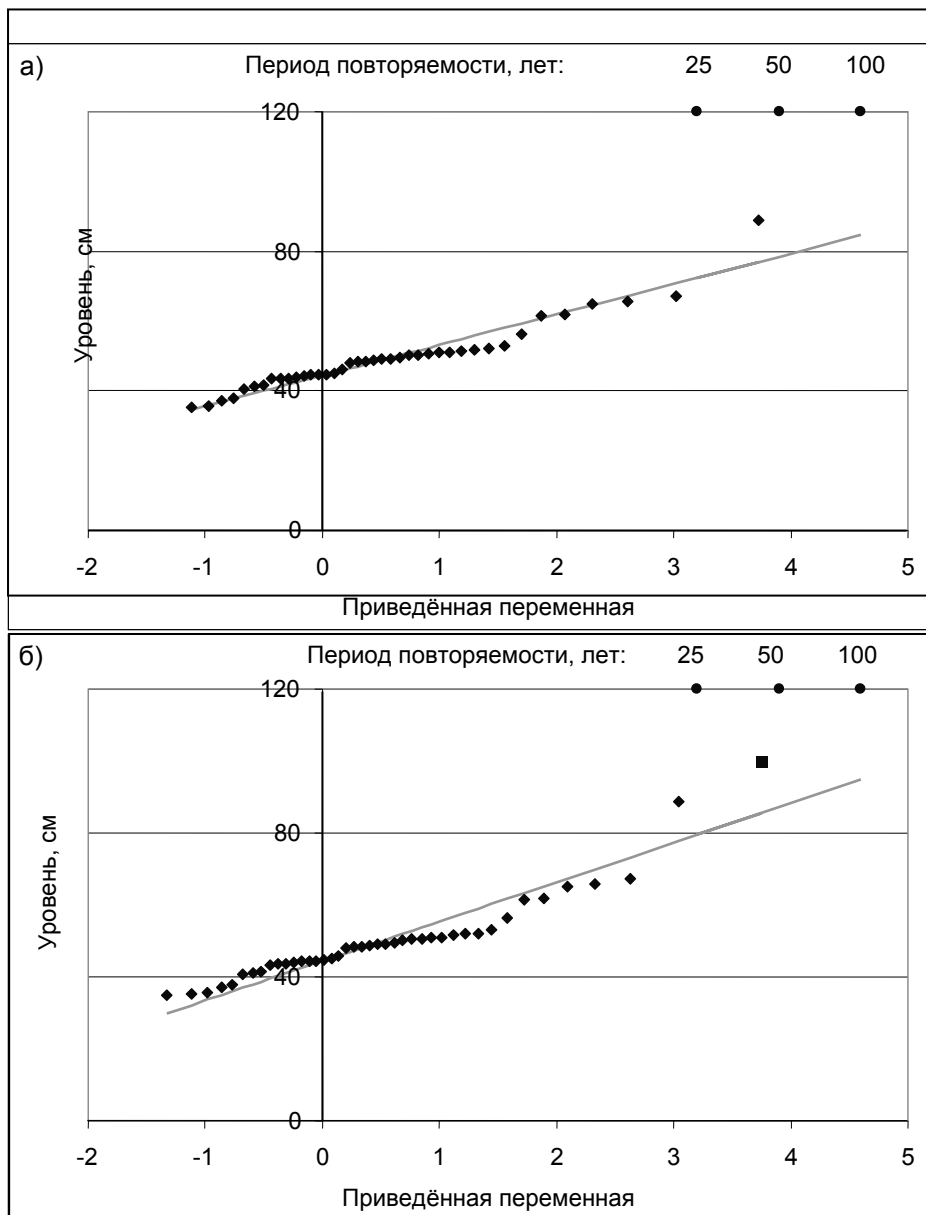 а) Период повторяемости, лет: 25 50 100
120
80
40
0
Уровень, см
-2 -1 0 1 2 3 4 5
Приведённая переменная
б) Период повторяемости, лет: 25 50 100
120
80
40
0
Уровень, см
-2 -1 0 1 2 3 4 5
Приведённая переменная